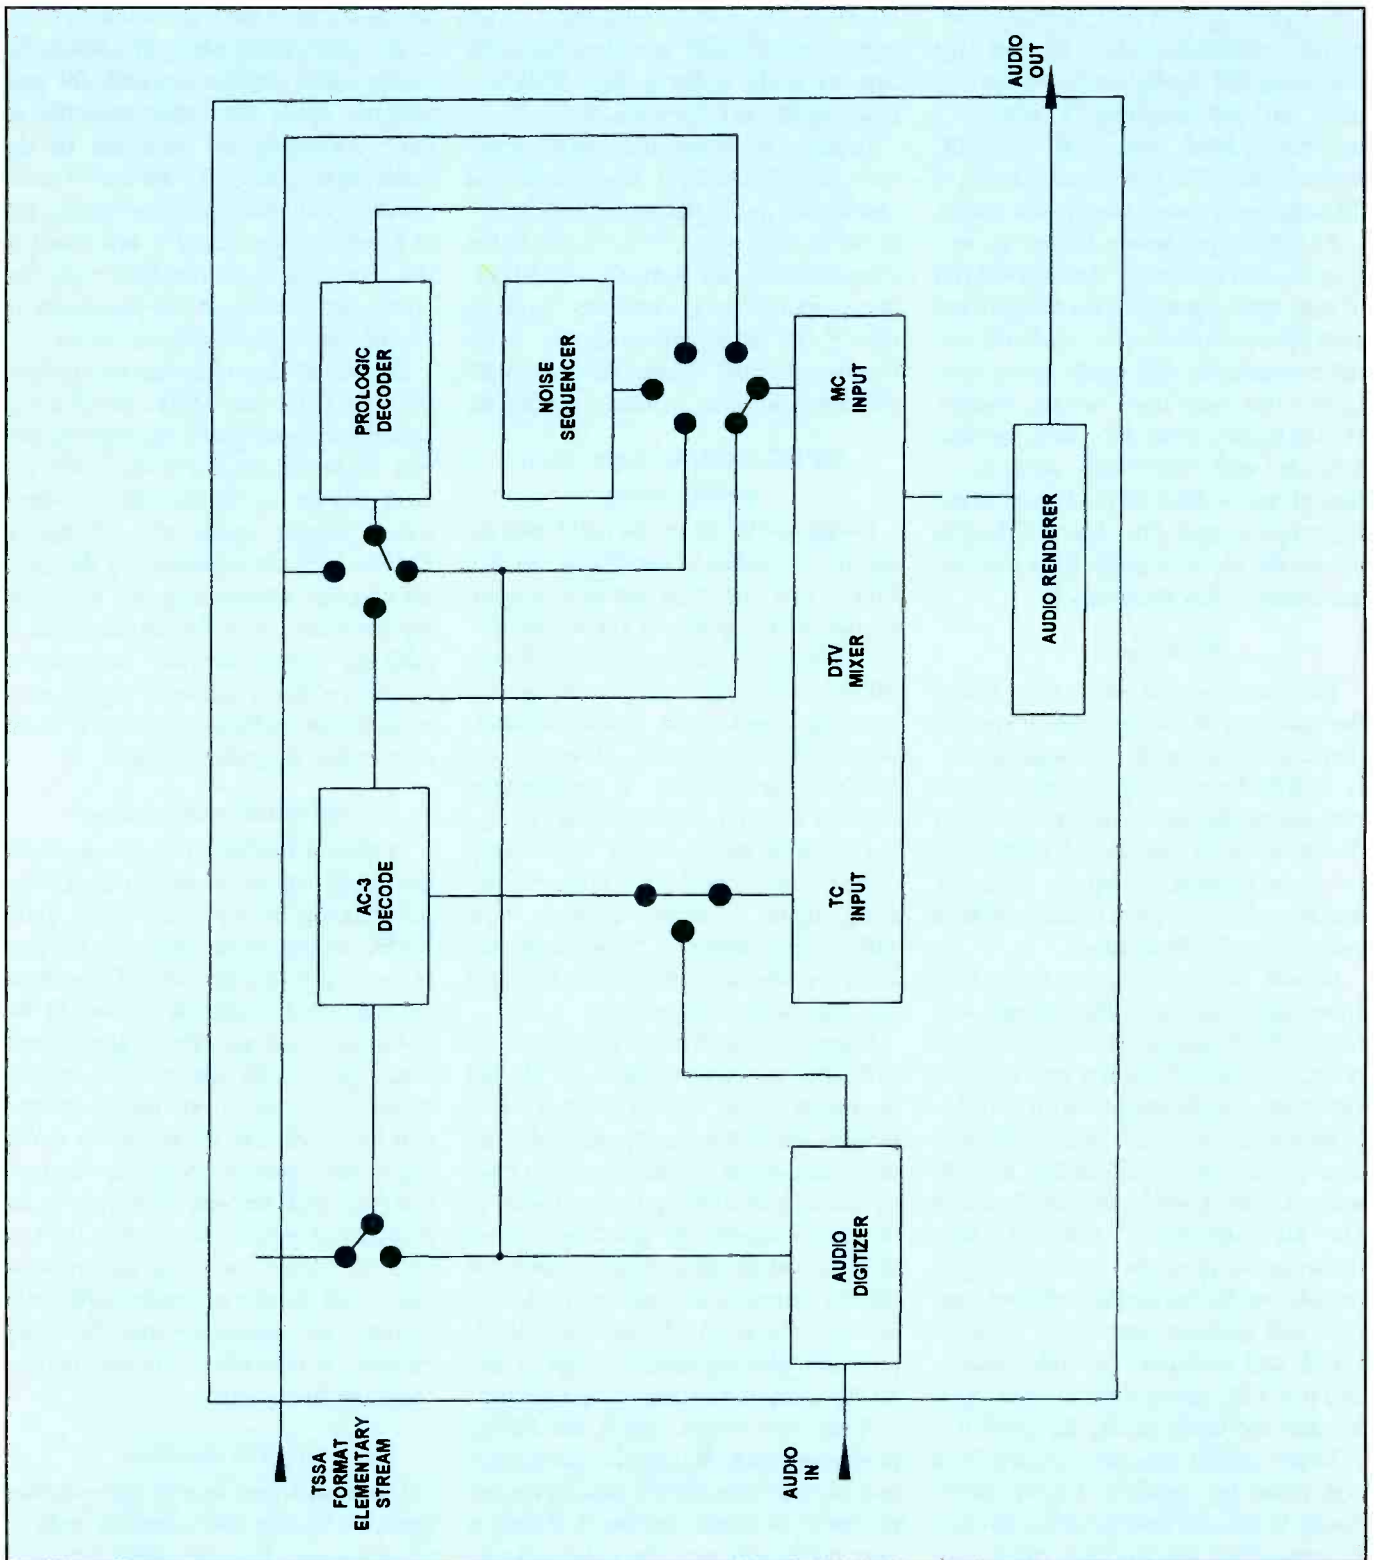 TSSA
FORMAT
ELEMENTARY
STREAM
AC-3
DECODE
PROLOGIC
DECODER
NOISE
SEQUENCER
AUDIO
IN
AUDIO
DIGITIZER
TC
INPUT
DTV
MIXER
MC
INPUT
AUDIO RENDERER
AUDIO
OUT